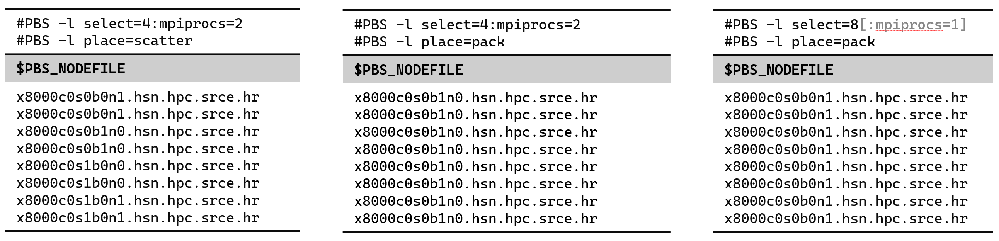 #PBS -l select=4:mpiprocs=2
#PBS -l place=scatter
$PBS_NODEFILE
x8000c0s0b0n1.hsn.hpc.srce.hr
x8000c0s0b0n1.hsn.hpc.srce.hr
x8000c0s0b1n0.hsn.hpc.srce.hr
x8000c0s0b1n0.hsn.hpc.srce.hr
x8000c0s1b0n0.hsn.hpc.srce.hr
x8000c0s1b0n0.hsn.hpc.srce.hr
x8000c0s1b0n1.hsn.hpc.srce.hr
x8000c0s1b0n1.hsn.hpc.srce.hr
#PBS -l select=4:mpiprocs=2
#PBS -l place=pack
$PBS_NODEFILE
x8000c0s0b1n0.hsn.hpc.srce.hr
x8000c0s0b1n0.hsn.hpc.srce.hr
x8000c0s0b1n0.hsn.hpc.srce.hr
x8000c0s0b1n0.hsn.hpc.srce.hr
x8000c0s0b1n0.hsn.hpc.srce.hr
x8000c0s0b1n0.hsn.hpc.srce.hr
x8000c0s0b1n0.hsn.hpc.srce.hr
x8000c0s0b1n0.hsn.hpc.srce.hr
#PBS -l select=8[:mpiprocs=1]
#PBS -l place=pack
$PBS_NODEFILE
x8000c0s0b0n1.hsn.hpc.srce.hr
x8000c0s0b0n1.hsn.hpc.srce.hr
x8000c0s0b0n1.hsn.hpc.srce.hr
x8000c0s0b0n1.hsn.hpc.srce.hr
x8000c0s0b0n1.hsn.hpc.srce.hr
x8000c0s0b0n1.hsn.hpc.srce.hr
x8000c0s0b0n1.hsn.hpc.srce.hr
x8000c0s0b0n1.hsn.hpc.srce.hr